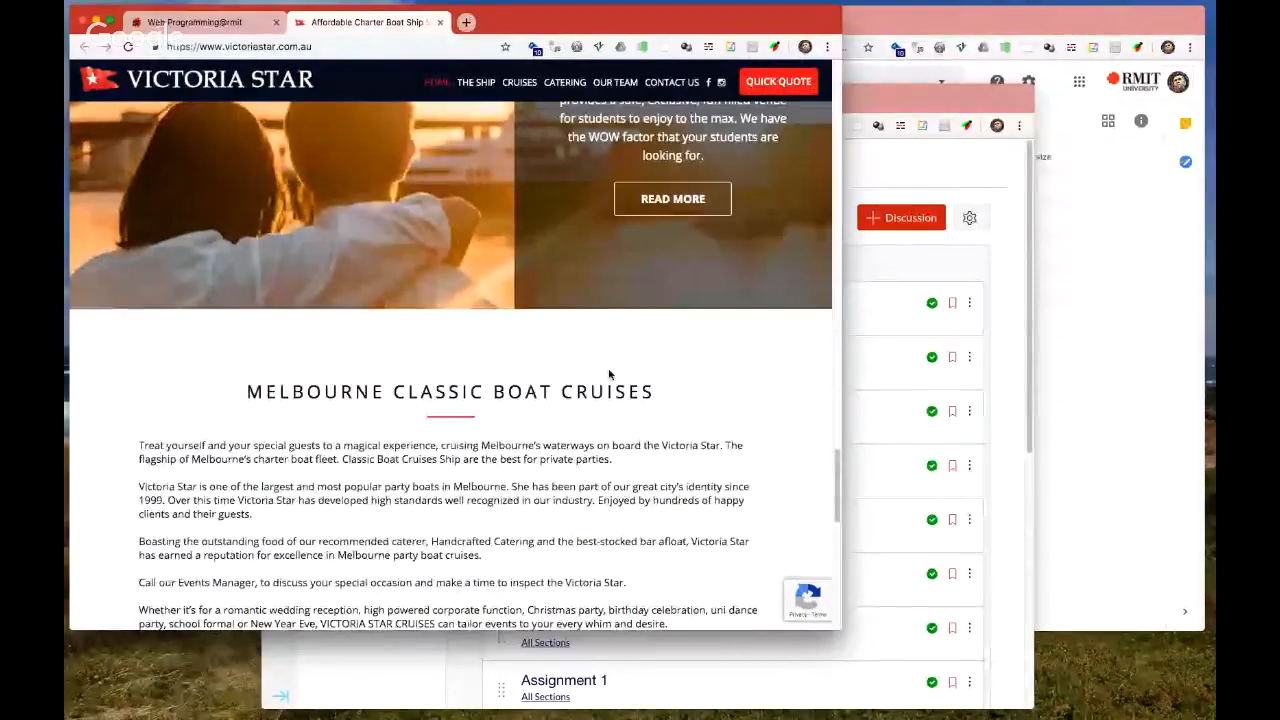 Google
Web Programming@rmit
Affordable Charter Boat Ship
https://www.victoriastar.com.au
VICTORIA STAR
HOME THE SHIP CRUISES CATERING OUR TEAM CONTACT US
QUICK QUOTE
provides a safe, exclusive, fun filled venue
for students to enjoy to the max. We have
the WOW factor that your students are
looking for.
READ MORE
MELBOURNE CLASSIC BOAT CRUISES
Treat yourself and your special guests to a magical experience, cruising Melbourne's waterways on board the Victoria Star. The
flagship of Melbourne's charter boat fleet. Classic Boat Cruises Ship are the best for private parties.
Victoria Star is one of the largest and most popular party boats in Melbourne. She has been part of our great city's identity since
1999. Over this time Victoria Star has developed high standards well recognized in our industry. Enjoyed by hundreds of happy
clients and their guests.
Boasting the outstanding food of our recommended caterer, Handcrafted Catering and the best-stocked bar afloat, Victoria Star
has earned a reputation for excellence in Melbourne party boat cruises.
Call our Events Manager, to discuss your special occasion and make a time to inspect the Victoria Star.
Whether it's for a romantic wedding reception, high powered corporate function, Christmas party, birthday celebration, uni dance
party, school formal or New Year Eve, VICTORIA STAR CRUISES can tailor events to your every whim and desire.
Privacy - Terms
10
10
RMIT
UNIVERSITY
Discussion
All Sections
Assignment 1
All Sections